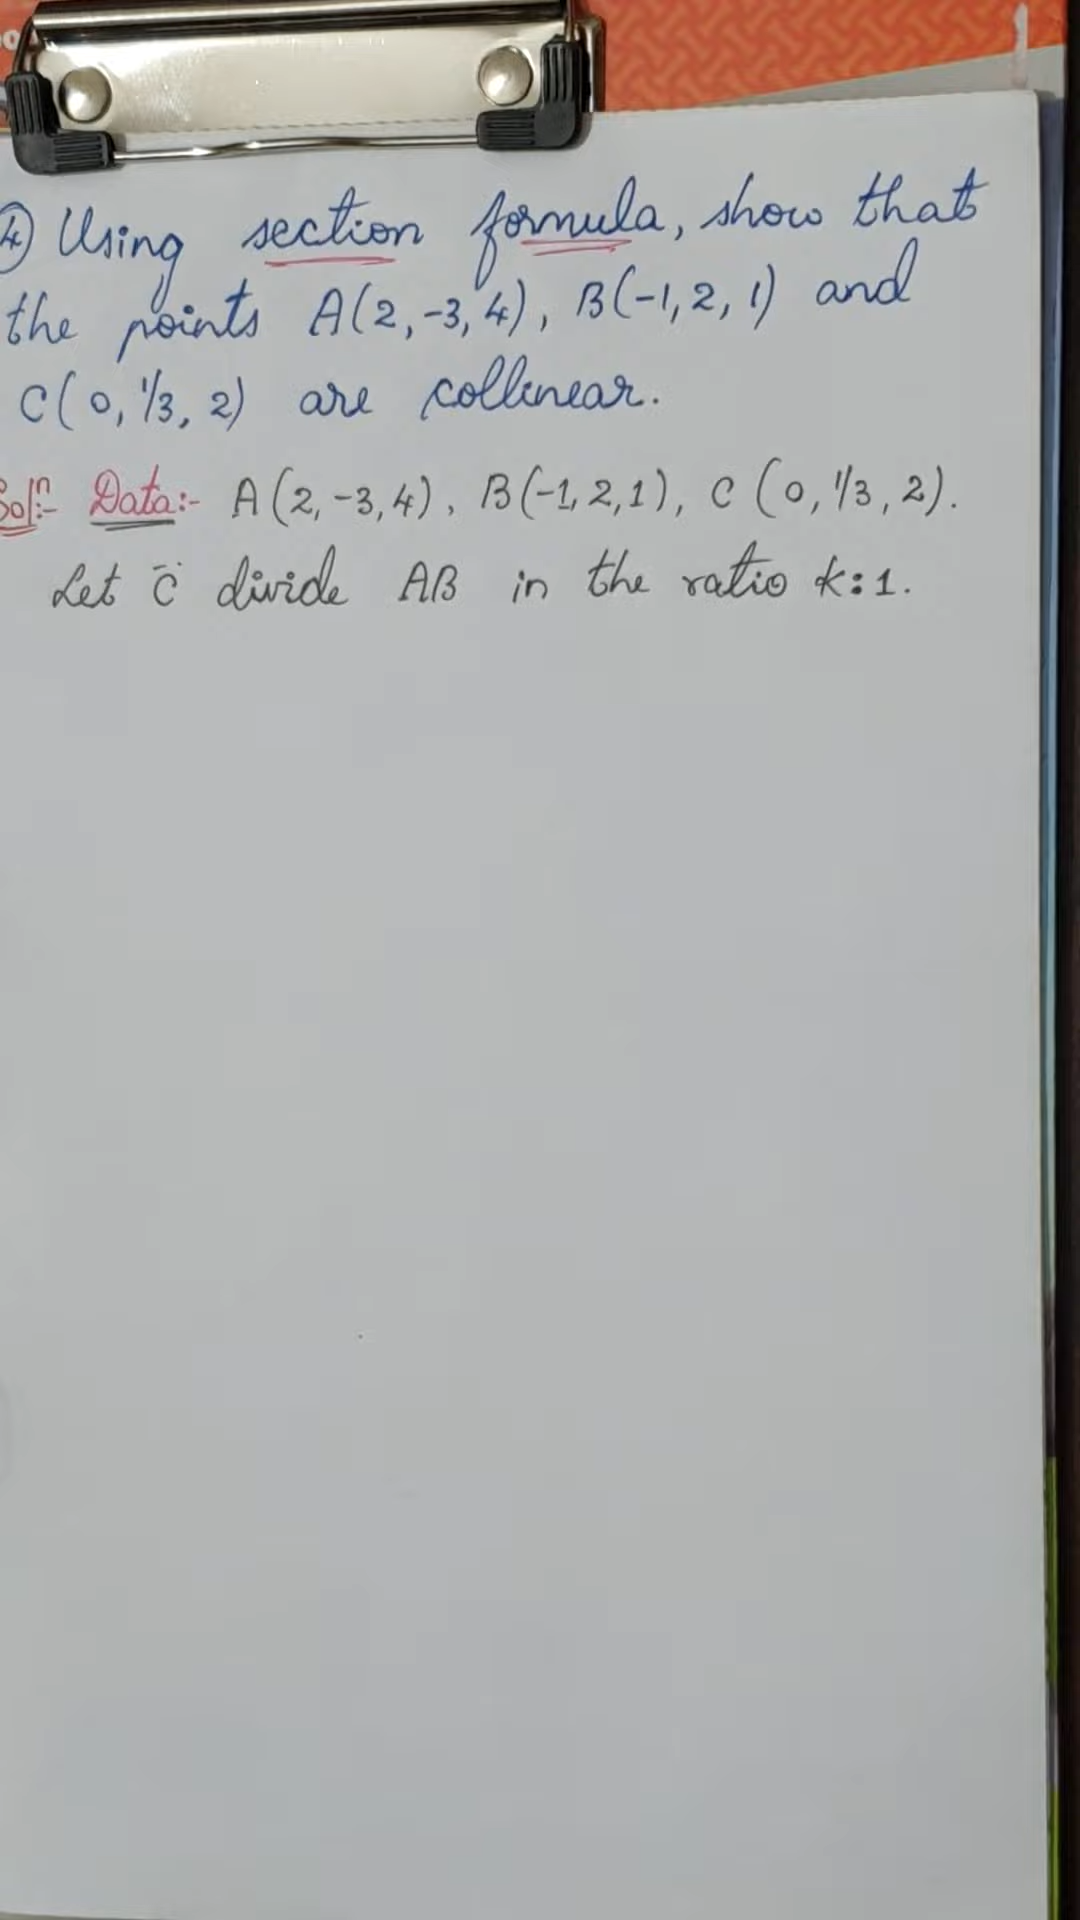 ④ Using section formula, show that
the points A(2,-3,4), B(-1,2,1) and
C(0,1/3,2) are collinear.
Solⁿ:- Data:- A(2,-3,4), B(-1,2,1), C(0,1/3,2).
Let 'C' divide AB in the ratio k:1.